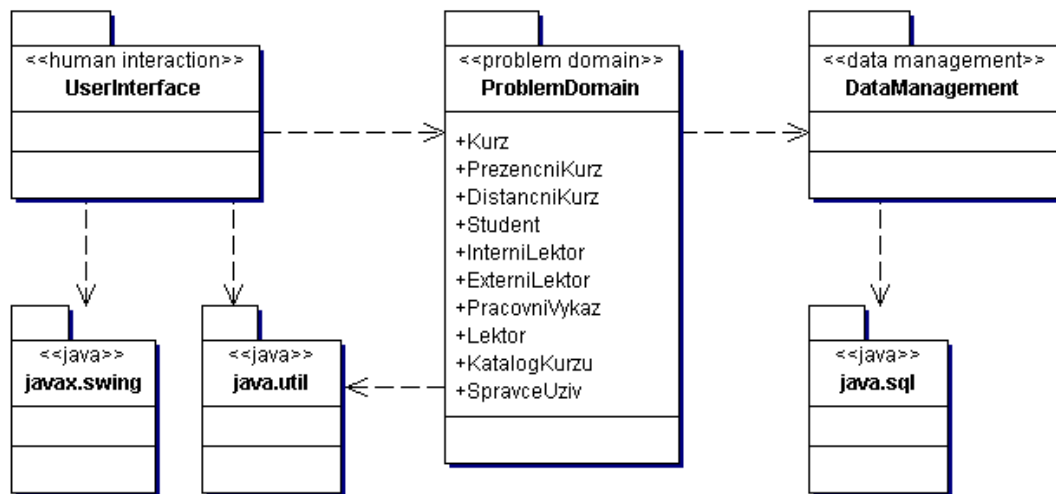 <<human interaction>>
UserInterface
<<problem domain>>
ProblemDomain
+Kurz
+PrezencniKurz
+DistancniKurz
+Student
+InterniLektor
+ExterniLektor
+PracovniVykaz
+Lektor
+KatalogKurzu
+SpravceUziv
<<data management>>
DataManagement
<<java>>
javax.swing
<<java>>
java.util
<<java>>
java.sql